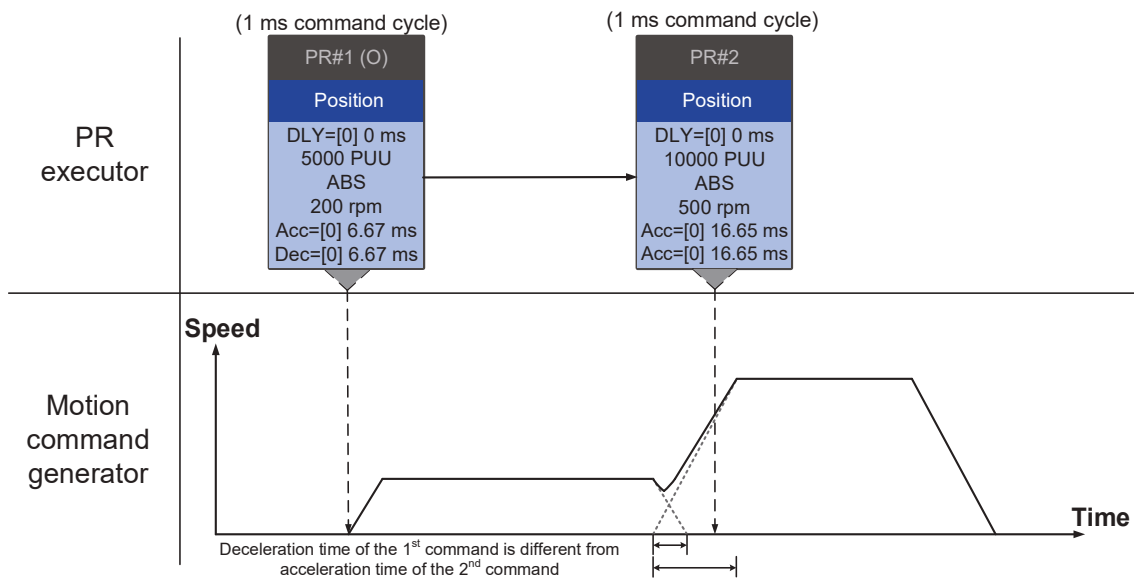 (1 ms command cycle)
(1 ms command cycle)
PR#1 (O)
PR#2
Position
Position
PR
executor
DLY=[0] 0 ms
5000 PUU
ABS
200 rpm
Acc=[0] 6.67 ms
Dec=[0] 6.67 ms
DLY=[0] 0 ms
10000 PUU
ABS
500 rpm
Acc=[0] 16.65 ms
Acc=[0] 16.65 ms
Speed
Motion
command
generator
Time
Deceleration time of the 1st command is different from
acceleration time of the 2nd command